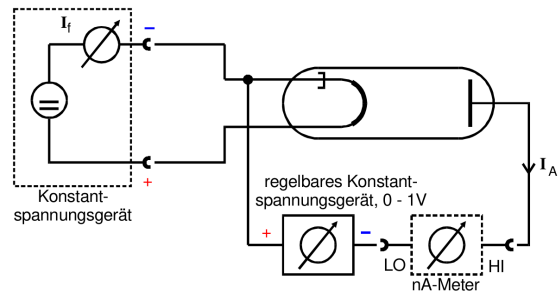 I_f
–
+
Konstant-
spannungsgerät
regelbares Konstant-
spannungsgerät, 0 - 1V
+
–
LO
HI
nA-Meter
I_A